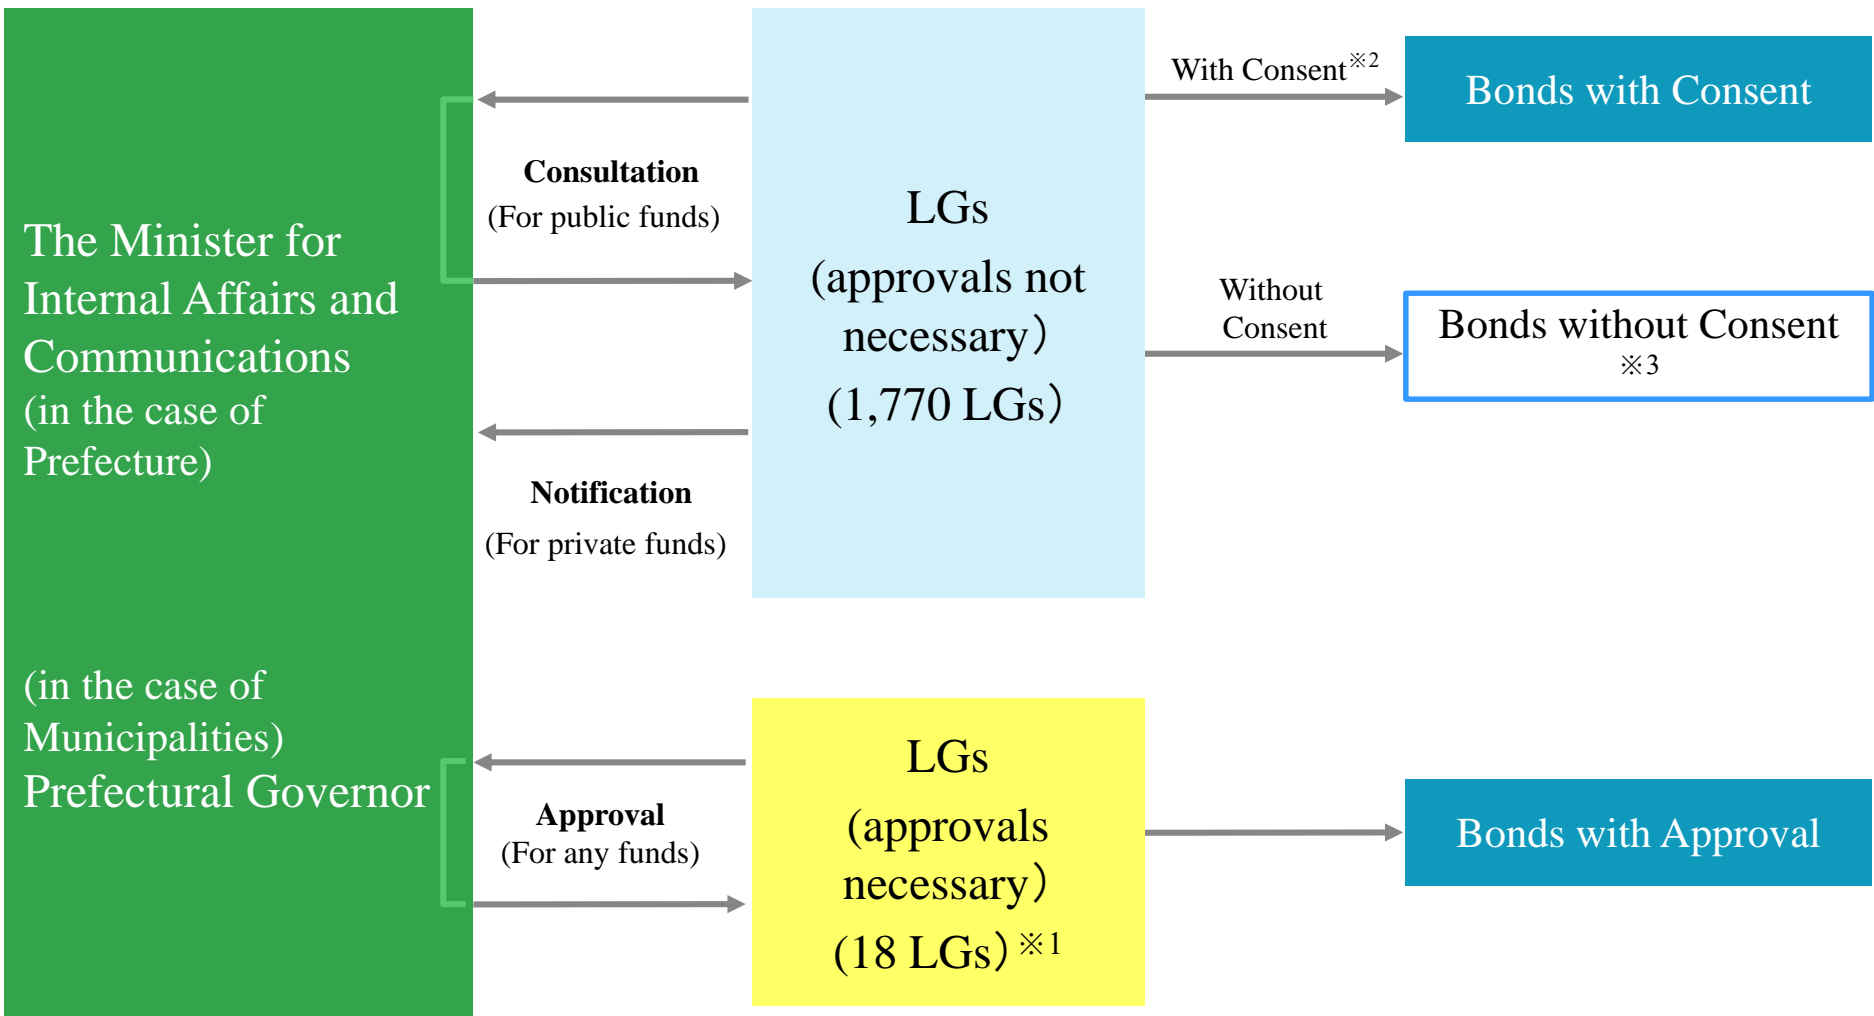 The Minister for
Internal Affairs and
Communications
(in the case of
Prefecture)
(in the case of
Municipalities)
Prefectural Governor
Consultation
(For public funds)
Notification
(For private funds)
Approval
(For any funds)
LGs
(approvals not
necessary）
(1,770 LGs）
LGs
(approvals
necessary）
(18 LGs）※1
With Consent※2
Bonds with Consent
Without
Consent
Bonds without Consent
※3
Bonds with Approval